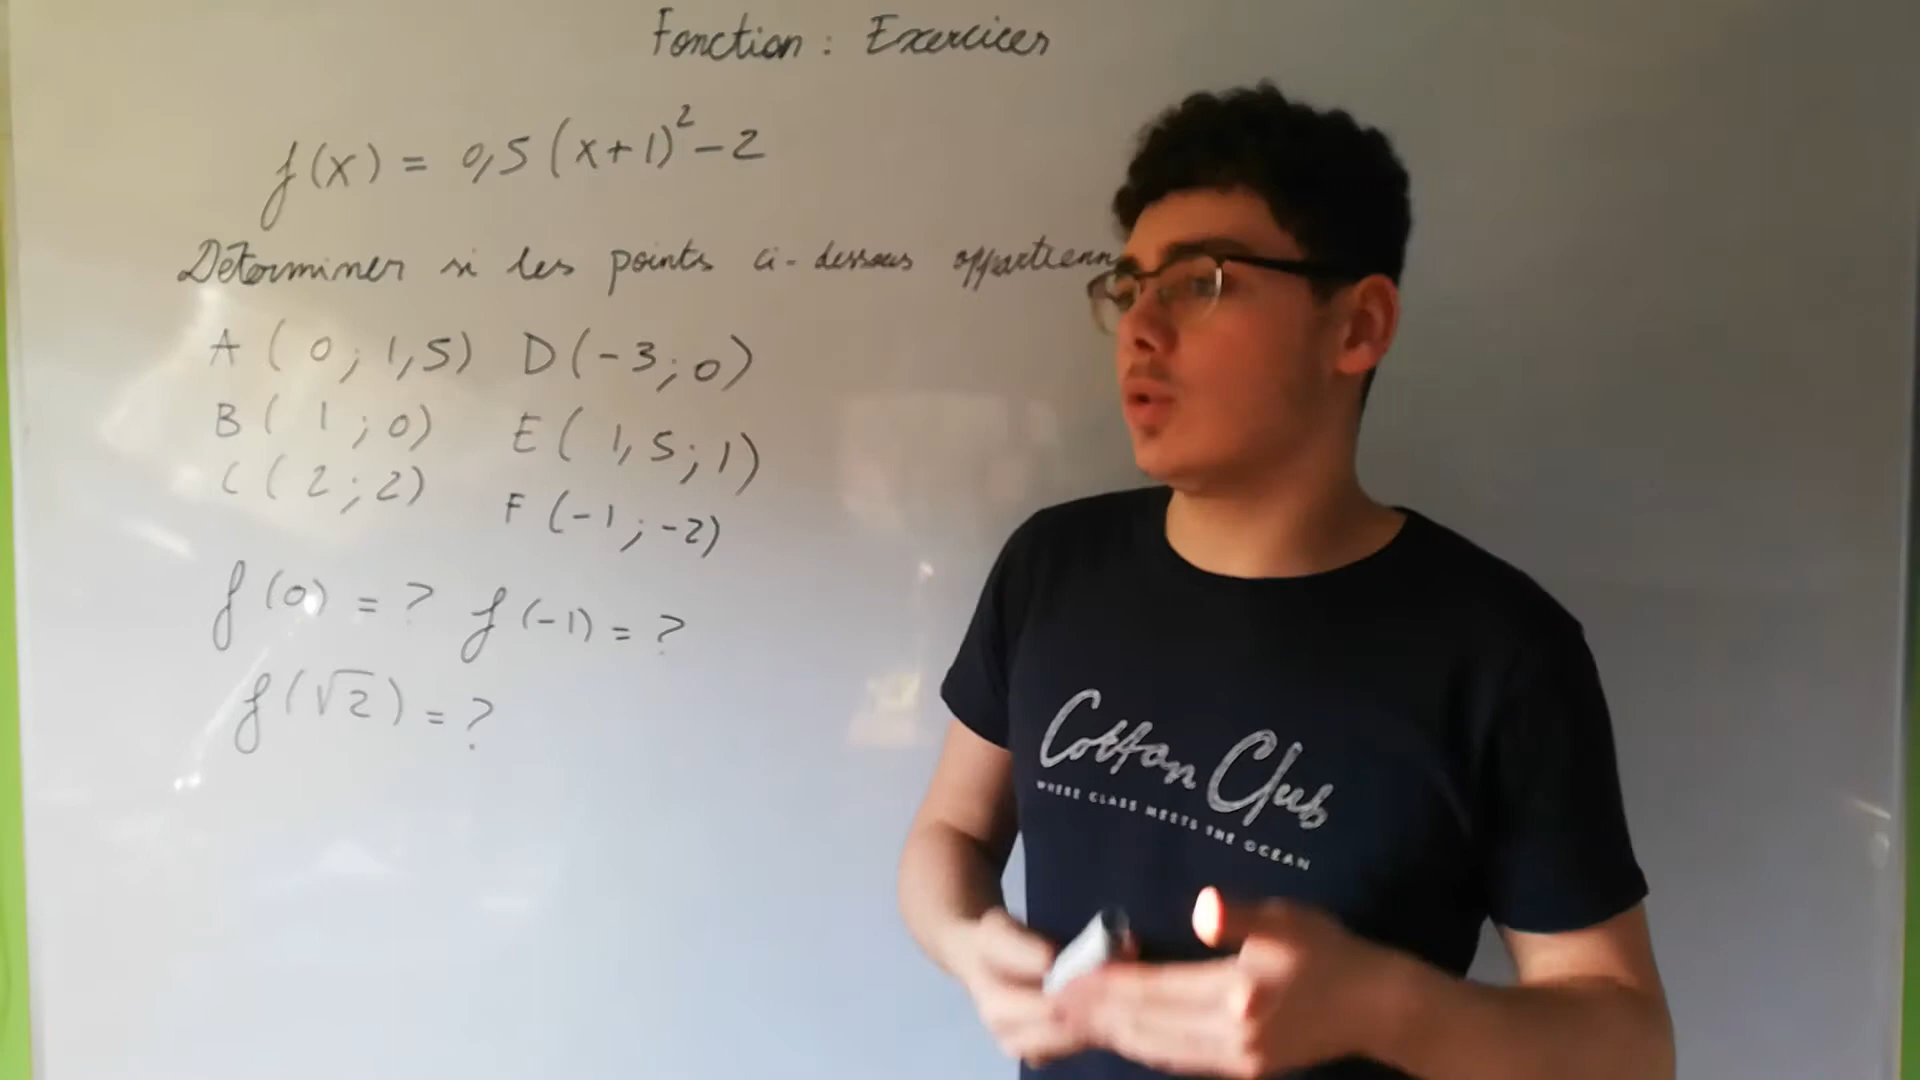 Fonction : Exercices
f(x) = 0,5 (x+1)² - 2
Déterminer si les points ci-dessous appartienn
A ( 0 ; 1,5) D(-3 ; 0)
B ( 1 ; 0) E ( 1,5 ; 1)
C ( 2 ; 2) F (-1 ; -2)
f(0) = ? f(-1) = ?
f(√2) = ?
Cotton Club
WHERE CLASS MEETS THE OCEAN